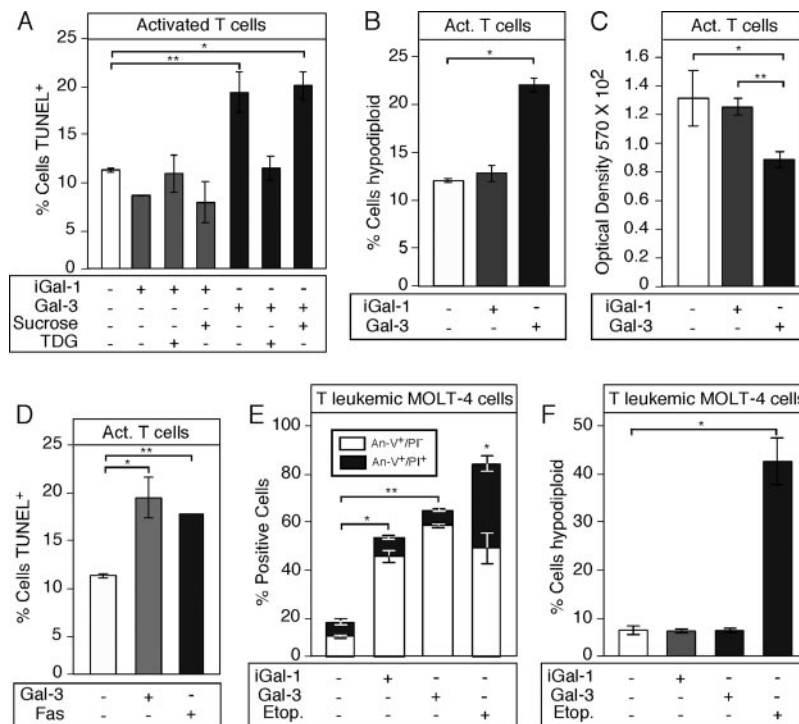 A
Activated T cells
% Cells TUNEL+
25
20
15
10
5
0
*
**
iGal-1 - + + + - - -
Gal-3 - - - - + + +
Sucrose - - - + - - +
TDG - - + - - + -
B
Act. T cells
% Cells hypodiploid
25
20
15
10
5
0
*
iGal-1 - + -
Gal-3 - - +
C
Act. T cells
Optical Density 570 X 10²
1.6
1.4
1.2
1.0
0.8
0.6
0.4
0.2
0
*
**
iGal-1 - + -
Gal-3 - - +
D
Act. T cells
% Cells TUNEL+
25
20
15
10
5
0
**
*
Gal-3 - + -
Fas - - +
E
T leukemic MOLT-4 cells
% Positive Cells
100
80
60
40
20
0
An-V+/PI-
An-V+/PI+
*
**
*
iGal-1 - + - -
Gal-3 - - + -
Etop. - - - +
F
T leukemic MOLT-4 cells
% Cells hypodiploid
50
40
30
20
10
0
*
iGal-1 - + - -
Gal-3 - - + -
Etop. - - - +